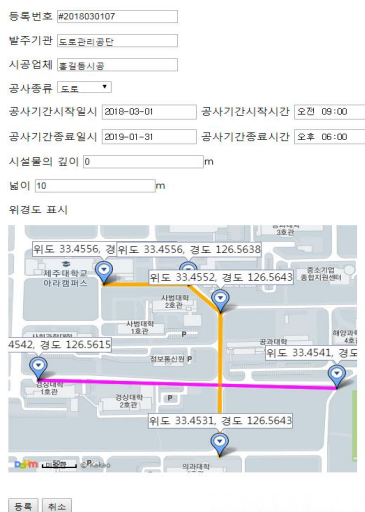 등록번호 #2018030107
발주기관 도로관리공단
시공업체 홍길동시공
공사종류 도로
공사기간시작일시 2018-03-01 공사기간시작시간 오전 09:00
공사기간종료일시 2019-01-31 공사기간종료시간 오후 06:00
시설물의 깊이 0 m
넓이 10 m
위경도 표시
3호관
위도 33.4556, 경
위도 33.4556, 경도 126.5638
제주대학교
아라캠퍼스
위도 33.4552, 경도 126.5643
중소기업
종합지원센터
사범대학
2호관
사범대학
1호관
P
공과대학
해양과학
4호
4542, 경도 126.5615
정보통신원 P
위도 33.4541, 경도
경상대학
1호관
경상대학
2호관
P
위도 33.4531, 경도 126.5643
의과대학
50m
© Kakao
등록 취소